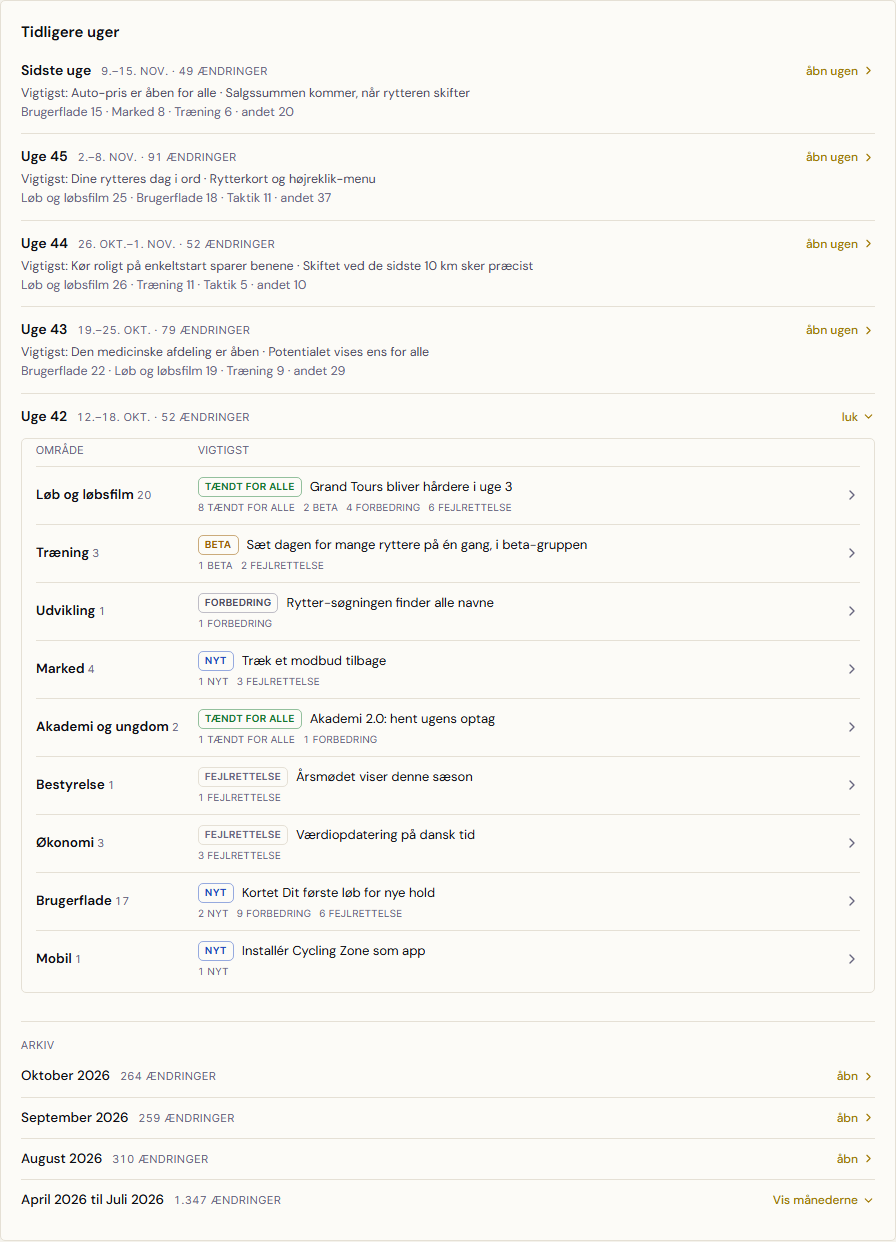 Tidligere uger
Sidste uge 9.–15. NOV. · 49 ÆNDRINGER åbn ugen
Vigtigst: Auto-pris er åben for alle · Salgssummen kommer, når rytteren skifter
Brugerflade 15 · Marked 8 · Træning 6 · andet 20
Uge 45 2.–8. NOV. · 91 ÆNDRINGER åbn ugen
Vigtigst: Dine rytteres dag i ord · Rytterkort og højreklik-menu
Løb og løbsfilm 25 · Brugerflade 18 · Taktik 11 · andet 37
Uge 44 26. OKT.–1. NOV. · 52 ÆNDRINGER åbn ugen
Vigtigst: Kør roligt på enkeltstart sparer benene · Skiftet ved de sidste 10 km sker præcist
Løb og løbsfilm 26 · Træning 11 · Taktik 5 · andet 10
Uge 43 19.–25. OKT. · 79 ÆNDRINGER åbn ugen
Vigtigst: Den medicinske afdeling er åben · Potentialet vises ens for alle
Brugerflade 22 · Løb og løbsfilm 19 · Træning 9 · andet 29
Uge 42 12.–18. OKT. · 52 ÆNDRINGER luk
OMRÅDE VIGTIGST
Løb og løbsfilm 20 TÆNDT FOR ALLE Grand Tours bliver hårdere i uge 3
8 TÆNDT FOR ALLE 2 BETA 4 FORBEDRING 6 FEJLRETTELSE
Træning 3 BETA Sæt dagen for mange ryttere på én gang, i beta-gruppen
1 BETA 2 FEJLRETTELSE
Udvikling 1 FORBEDRING Rytter-søgningen finder alle navne
1 FORBEDRING
Marked 4 NYT Træk et modbud tilbage
1 NYT 3 FEJLRETTELSE
Akademi og ungdom 2 TÆNDT FOR ALLE Akademi 2.0: hent ugens optag
1 TÆNDT FOR ALLE 1 FORBEDRING
Bestyrelse 1 FEJLRETTELSE Årsmødet viser denne sæson
1 FEJLRETTELSE
Økonomi 3 FEJLRETTELSE Værdiopdatering på dansk tid
3 FEJLRETTELSE
Brugerflade 17 NYT Kortet Dit første løb for nye hold
2 NYT 9 FORBEDRING 6 FEJLRETTELSE
Mobil 1 NYT Installér Cycling Zone som app
1 NYT
ARKIV
Oktober 2026 264 ÆNDRINGER åbn
September 2026 259 ÆNDRINGER åbn
August 2026 310 ÆNDRINGER åbn
April 2026 til Juli 2026 1.347 ÆNDRINGER Vis månederne